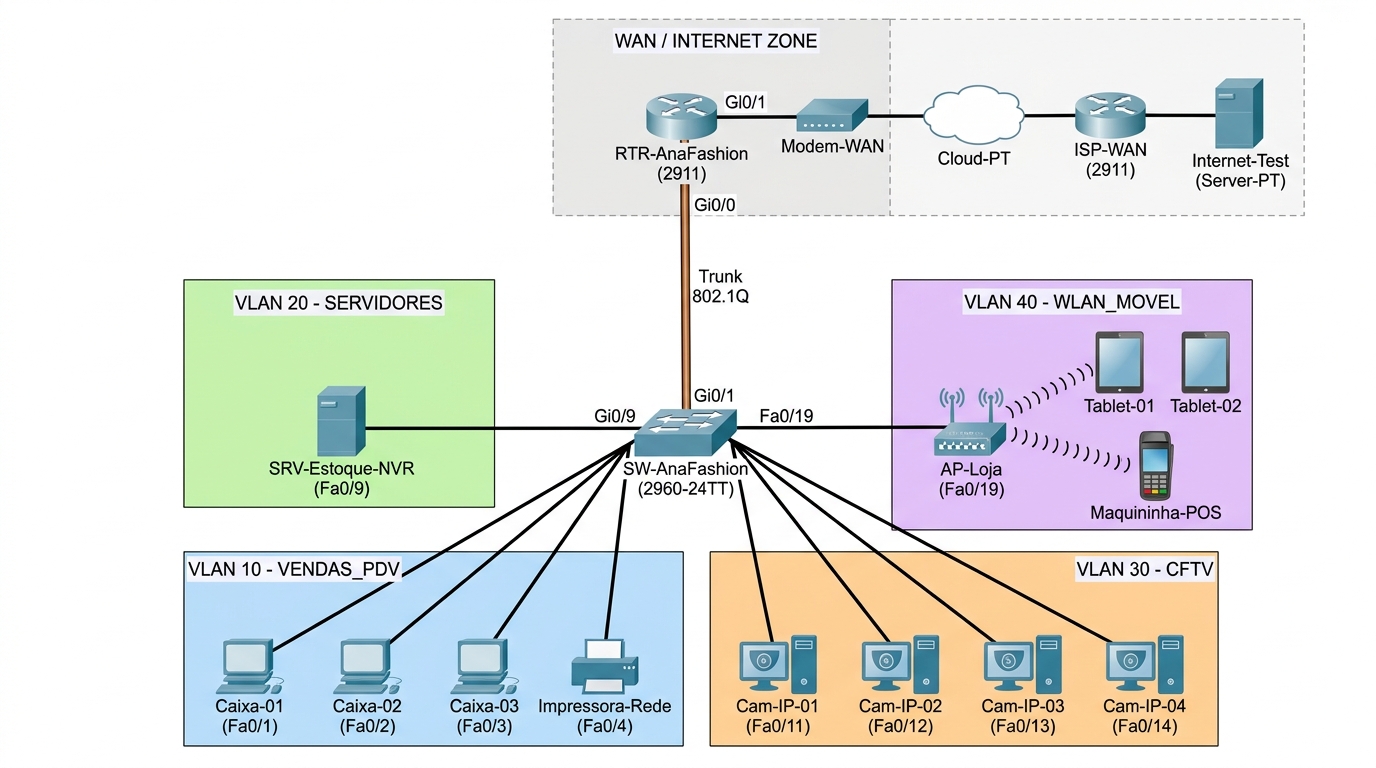 WAN / INTERNET ZONE
GI0/1
RTR-AnaFashion
(2911)
Modem-WAN
Cloud-PT
ISP-WAN
(2911)
Internet-Test
(Server-PT)
Gi0/0
Trunk
802.1Q
VLAN 20 - SERVIDORES
SRV-Estoque-NVR
(Fa0/9)
Gi0/9
Gi0/1
Fa0/19
SW-AnaFashion
(2960-24TT)
VLAN 40 - WLAN_MOVEL
Tablet-01
Tablet-02
AP-Loja
(Fa0/19)
Maquininha-POS
VLAN 10 - VENDAS_PDV
Caixa-01
(Fa0/1)
Caixa-02
(Fa0/2)
Caixa-03
(Fa0/3)
Impressora-Rede
(Fa0/4)
VLAN 30 - CFTV
Cam-IP-01
(Fa0/11)
Cam-IP-02
(Fa0/12)
Cam-IP-03
(Fa0/13)
Cam-IP-04
(Fa0/14)